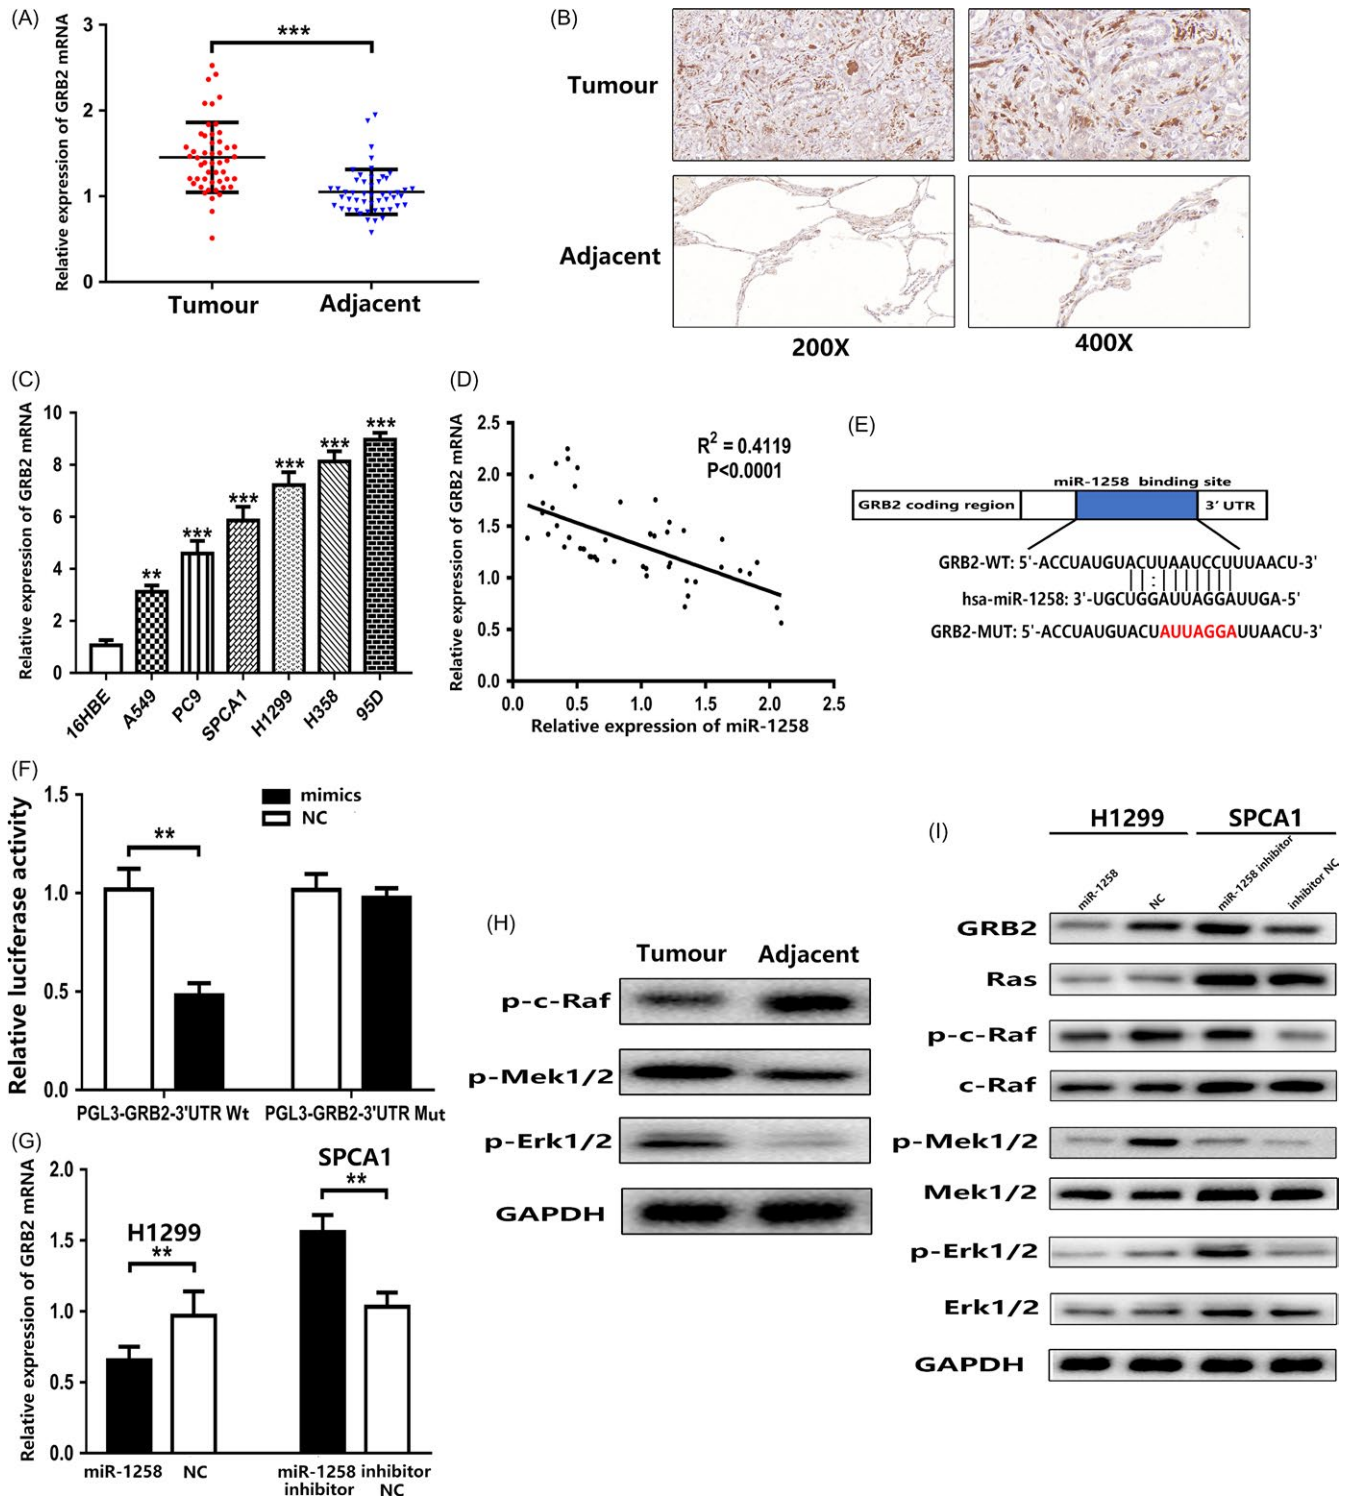 (A)
Relative expression of GRB2 mRNA
3
2
1
0
***
Tumour
Adjacent
(B)
Tumour
Adjacent
200X
400X
(C)
Relative expression of GRB2 mRNA
10
8
6
4
2
0
**
***
***
***
***
***
16HBE
A549
PC9
SPCA1
H1299
H358
95D
(D)
Relative expression of GRB2 mRNA
2.5
2.0
1.5
1.0
0.5
0.0
R² = 0.4119
P<0.0001
0.0 0.5 1.0 1.5 2.0 2.5
Relative expression of miR-1258
(E)
miR-1258 binding site
GRB2 coding region
3' UTR
GRB2-WT: 5'-ACCUAUGUACUUAAUCCUUUAACU-3'
hsa-miR-1258: 3'-UGCUGGAUUAGGAUUGA-5'
GRB2-MUT: 5'-ACCUAUGUACUAUUAGGAUUAACU-3'
(F)
Relative luciferase activity
1.5
1.0
0.5
0.0
mimics
NC
**
PGL3-GRB2-3'UTR Wt
PGL3-GRB2-3'UTR Mut
(G)
Relative expression of GRB2 mRNA
2.0
1.5
1.0
0.5
0.0
H1299
**
SPCA1
**
miR-1258
NC
miR-1258
inhibitor
inhibitor
NC
(H)
Tumour Adjacent
p-c-Raf
p-Mek1/2
p-Erk1/2
GAPDH
(I)
H1299
SPCA1
miR-1258
NC
miR-1258 inhibitor
inhibitor NC
GRB2
Ras
p-c-Raf
c-Raf
p-Mek1/2
Mek1/2
p-Erk1/2
Erk1/2
GAPDH